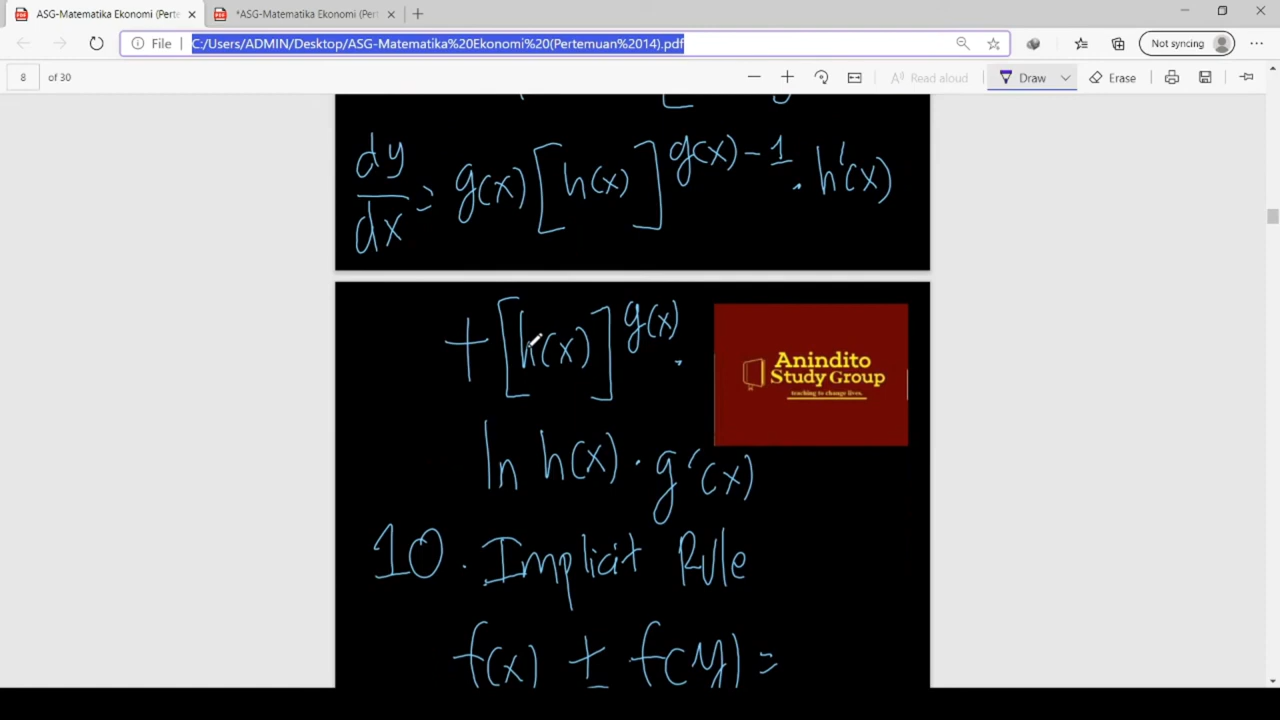 ASG-Matematika Ekonomi (Perte
*ASG-Matematika Ekonomi (Pert
File
C:/Users/ADMIN/Desktop/ASG-Matematika%20Ekonomi%20(Pertemuan%2014).pdf
Not syncing
8 of 30
Read aloud
Draw
Erase
dy/dx = g(x) [h(x)]^g(x)-1 . h'(x)
+ [h(x)]^g(x) .
Anindito
Study Group
teaching to change lives.
ln h(x) . g'(x)
10. Implicit Rule
f(x) ± f(y) =